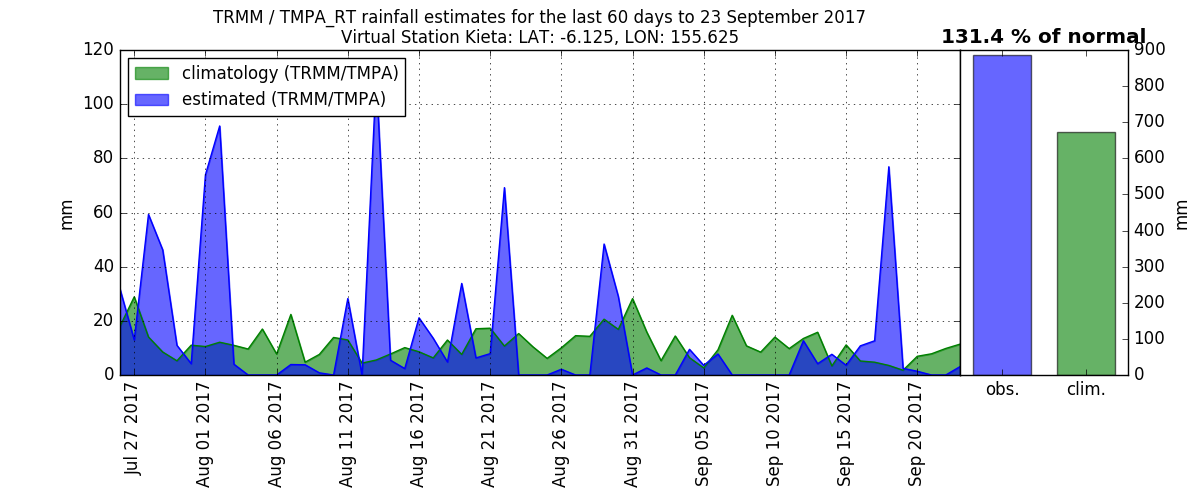 TRMM / TMPA_RT rainfall estimates for the last 60 days to 23 September 2017
Virtual Station Kieta: LAT: -6.125, LON: 155.625
131.4 % of normal
climatology (TRMM/TMPA)
estimated (TRMM/TMPA)
mm
120
100
80
60
40
20
0
Jul 27 2017
Aug 01 2017
Aug 06 2017
Aug 11 2017
Aug 16 2017
Aug 21 2017
Aug 26 2017
Aug 31 2017
Sep 05 2017
Sep 10 2017
Sep 15 2017
Sep 20 2017
900
800
700
600
500
400
300
200
100
0
mm
obs.
clim.